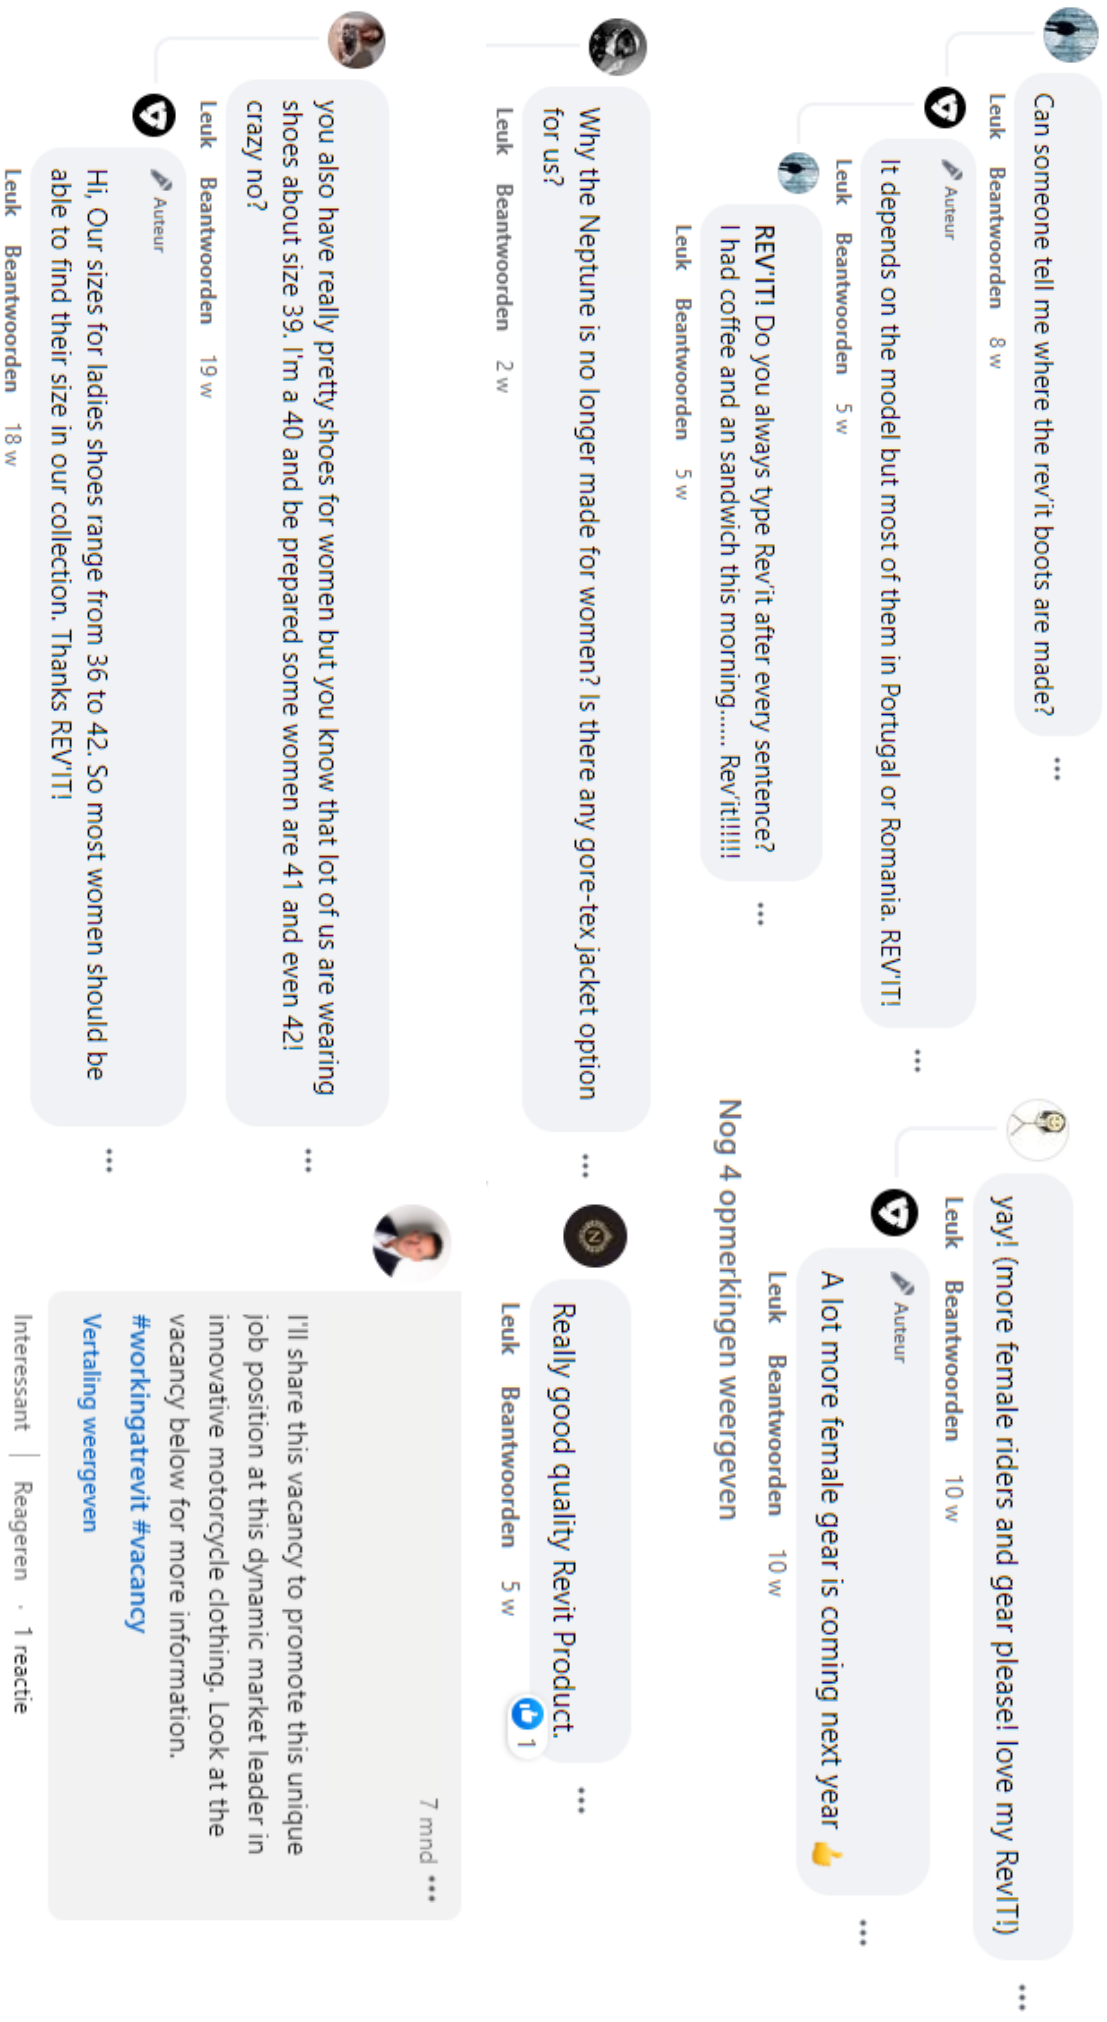 Can someone tell me where the rev'it boots are made?
Leuk Beantwoorden 8 w
Auteur
It depends on the model but most of them in Portugal or Romania. REV'IT!
Leuk Beantwoorden 5 w
REV'IT! Do you always type Rev'it after every sentence?
I had coffee and an sandwich this morning...... Rev'it!!!!!!
Leuk Beantwoorden 5 w
Why the Neptune is no longer made for women? Is there any gore-tex jacket option
for us?
Leuk Beantwoorden 2 w
you also have really pretty shoes for women but you know that lot of us are wearing
shoes about size 39. I'm a 40 and be prepared some women are 41 and even 42!
crazy no?
Leuk Beantwoorden 19 w
Auteur
Hi, Our sizes for ladies shoes range from 36 to 42. So most women should be
able to find their size in our collection. Thanks REV'IT!
Leuk Beantwoorden 18 w
yay! (more female riders and gear please! love my RevIT!)
Leuk Beantwoorden 10 w
Auteur
A lot more female gear is coming next year 👍
Leuk Beantwoorden 10 w
Nog 4 opmerkingen weergeven
N
Really good quality Revit Product.
1
Leuk Beantwoorden 5 w
7 mnd
I'll share this vacancy to promote this unique
job position at this dynamic market leader in
innovative motorcycle clothing. Look at the
vacancy below for more information.
#workingatrevit #vacancy
Vertaling weergeven
Interessant | Reageren · 1 reactie